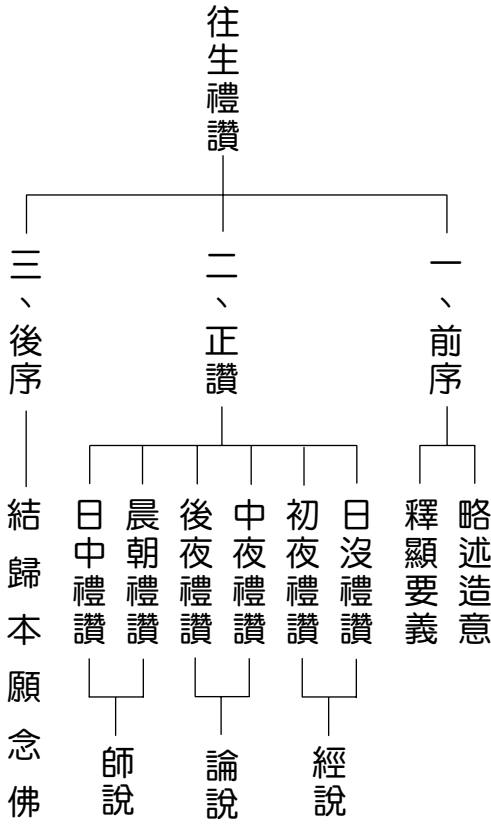 往生禮讚
一、前序
二、正讚
三、後序
略述造意
釋顯要義
日沒禮讚
初夜禮讚
中夜禮讚
後夜禮讚
晨朝禮讚
日中禮讚
結歸本願念佛
經說
論說
師說